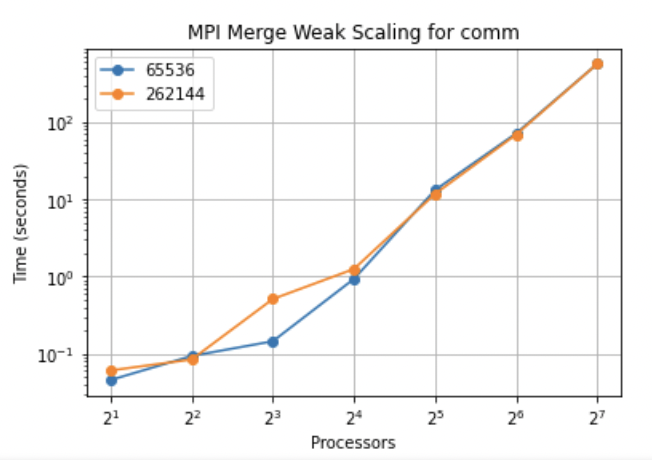 MPI Merge Weak Scaling for comm
65536
262144
Time (seconds)
10²
10¹
10⁰
10⁻¹
2¹ 2² 2³ 2⁴ 2⁵ 2⁶ 2⁷
Processors